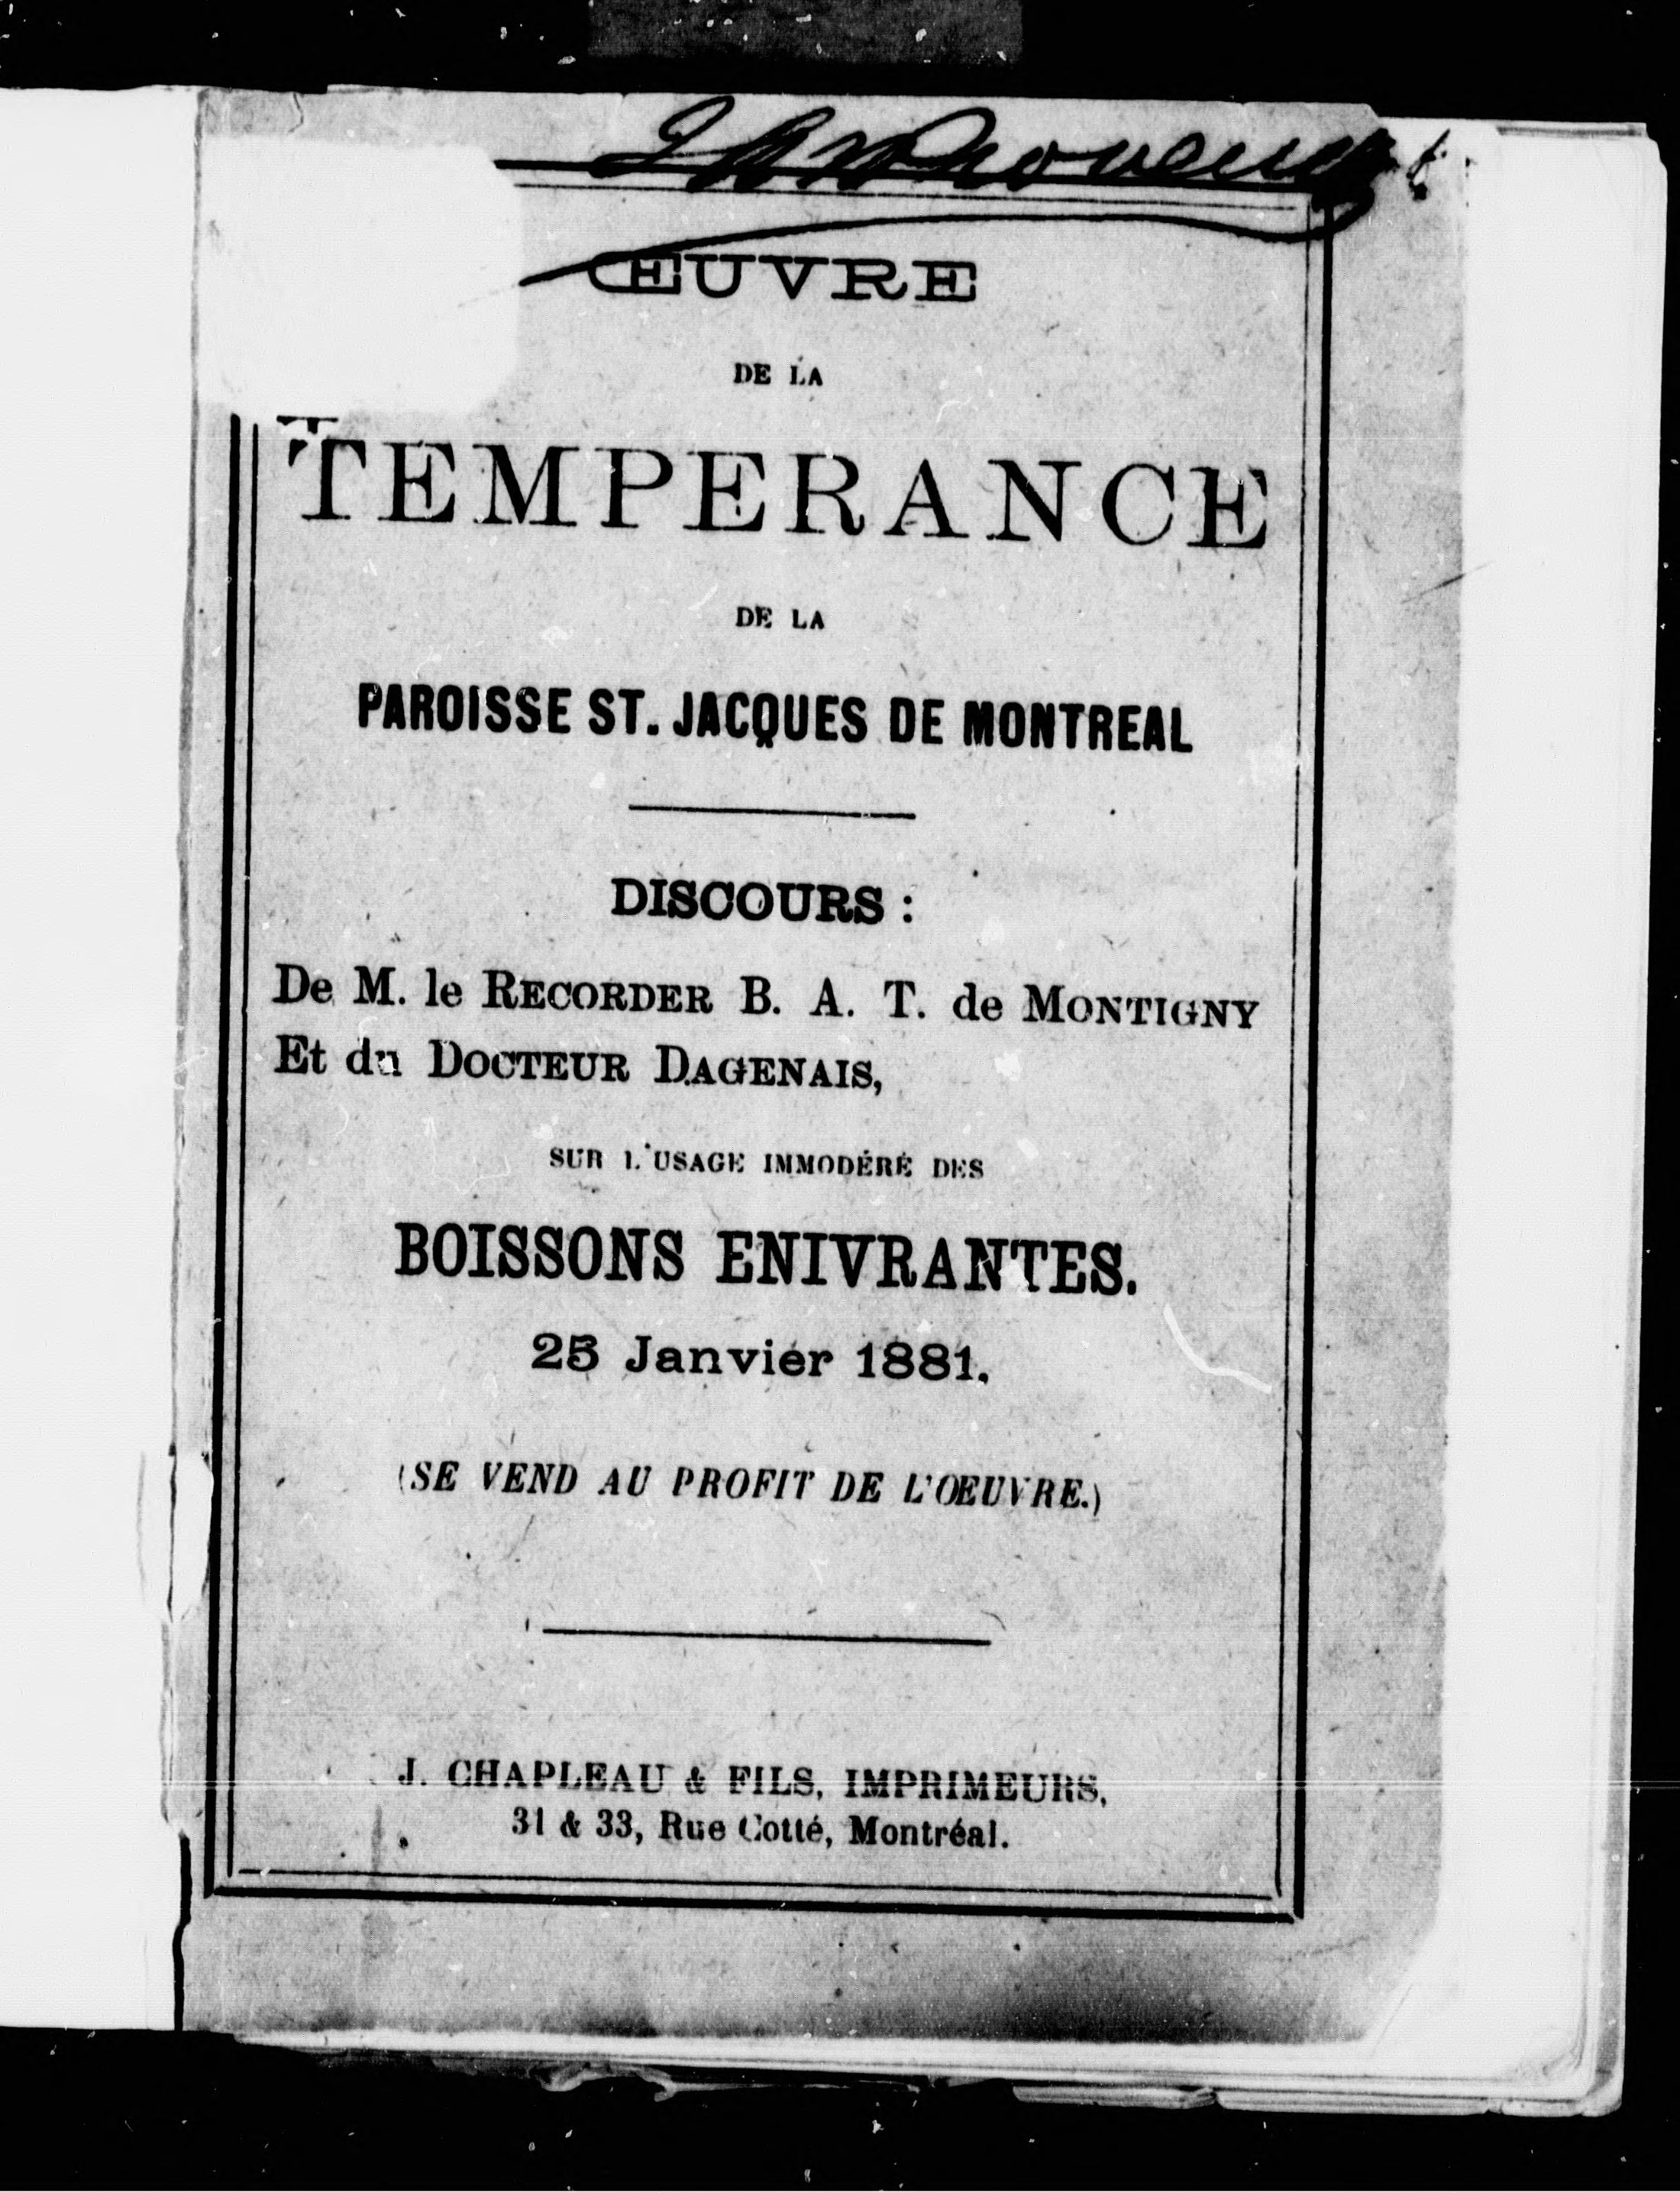 ŒUVRE
DE LA
TEMPERANCE
DE LA
PAROISSE ST. JACQUES DE MONTREAL
DISCOURS :
De M. le RECORDER B. A. T. de MONTIGNY
Et du DOCTEUR DAGENAIS,
SUR L'USAGE IMMODÉRÉ DES
BOISSONS ENIVRANTES.
25 Janvier 1881.
(SE VEND AU PROFIT DE L'ŒUVRE.)
J. CHAPLEAU & FILS, IMPRIMEURS,
31 & 33, Rue Cotté, Montréal.